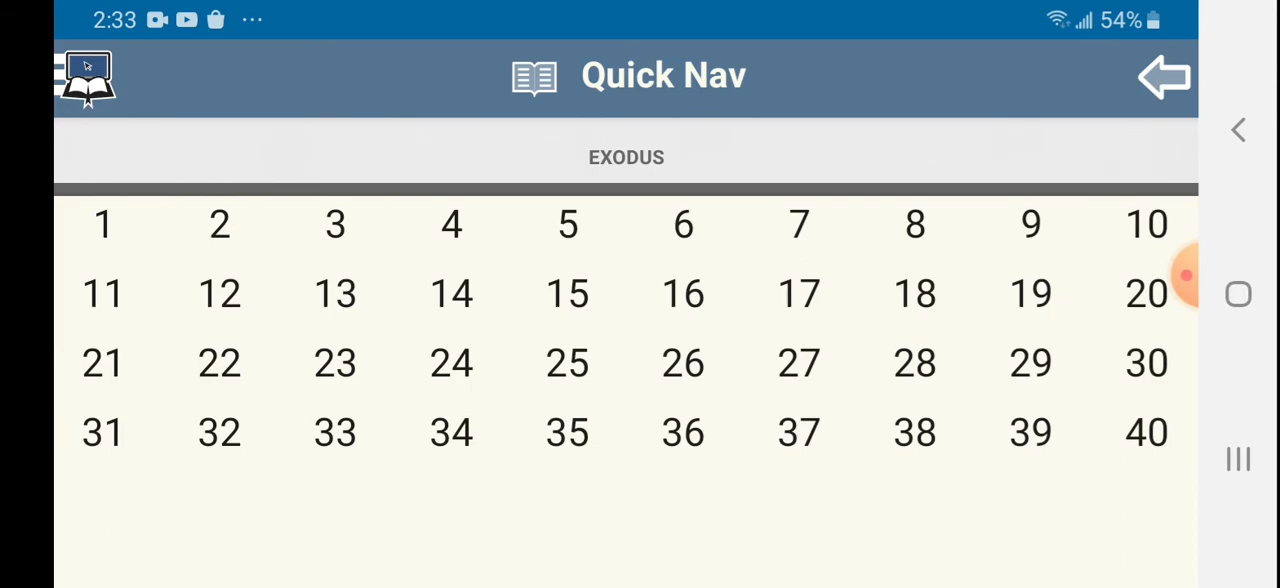 2:33 ... 54%
Quick Nav
EXODUS
1 2 3 4 5 6 7 8 9 10
11 12 13 14 15 16 17 18 19 20
21 22 23 24 25 26 27 28 29 30
31 32 33 34 35 36 37 38 39 40